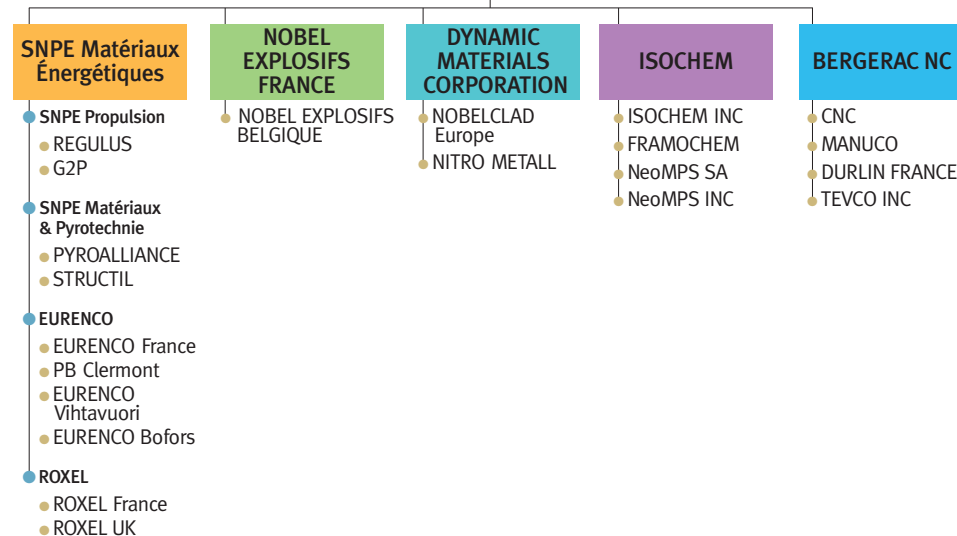 SNPE Matériaux
Énergétiques
SNPE Propulsion
REGULUS
G2P
SNPE Matériaux
& Pyrotechnie
PYROALLIANCE
STRUCTIL
EURENCO
EURENCO France
PB Clermont
EURENCO
Vihtavuori
EURENCO Bofors
ROXEL
ROXEL France
ROXEL UK
NOBEL
EXPLOSIFS
FRANCE
NOBEL EXPLOSIFS
BELGIQUE
DYNAMIC
MATERIALS
CORPORATION
NOBELCLAD
Europe
NITRO METALL
ISOCHEM
ISOCHEM INC
FRAMOCHEM
NeoMPS SA
NeoMPS INC
BERGERAC NC
CNC
MANUCO
DURLIN FRANCE
TEVCO INC